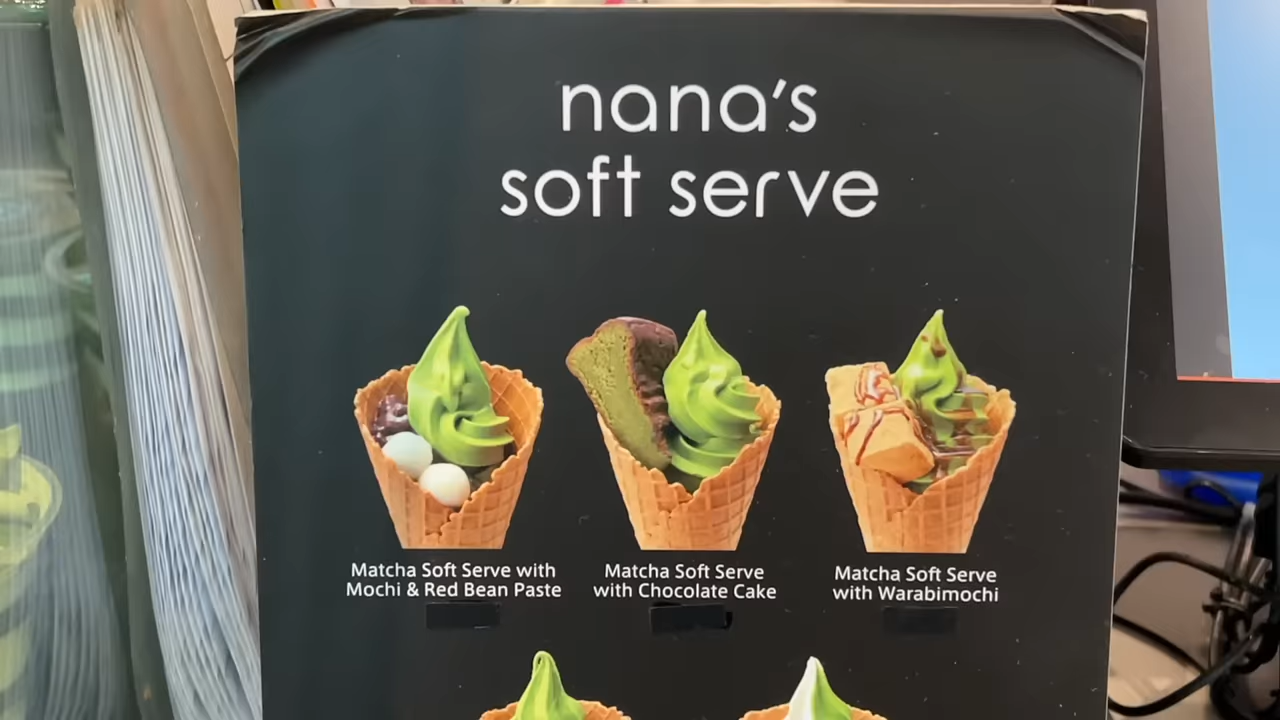 nana's
soft serve
Matcha Soft Serve with
Mochi & Red Bean Paste
Matcha Soft Serve
with Chocolate Cake
Matcha Soft Serve
with Warabimochi